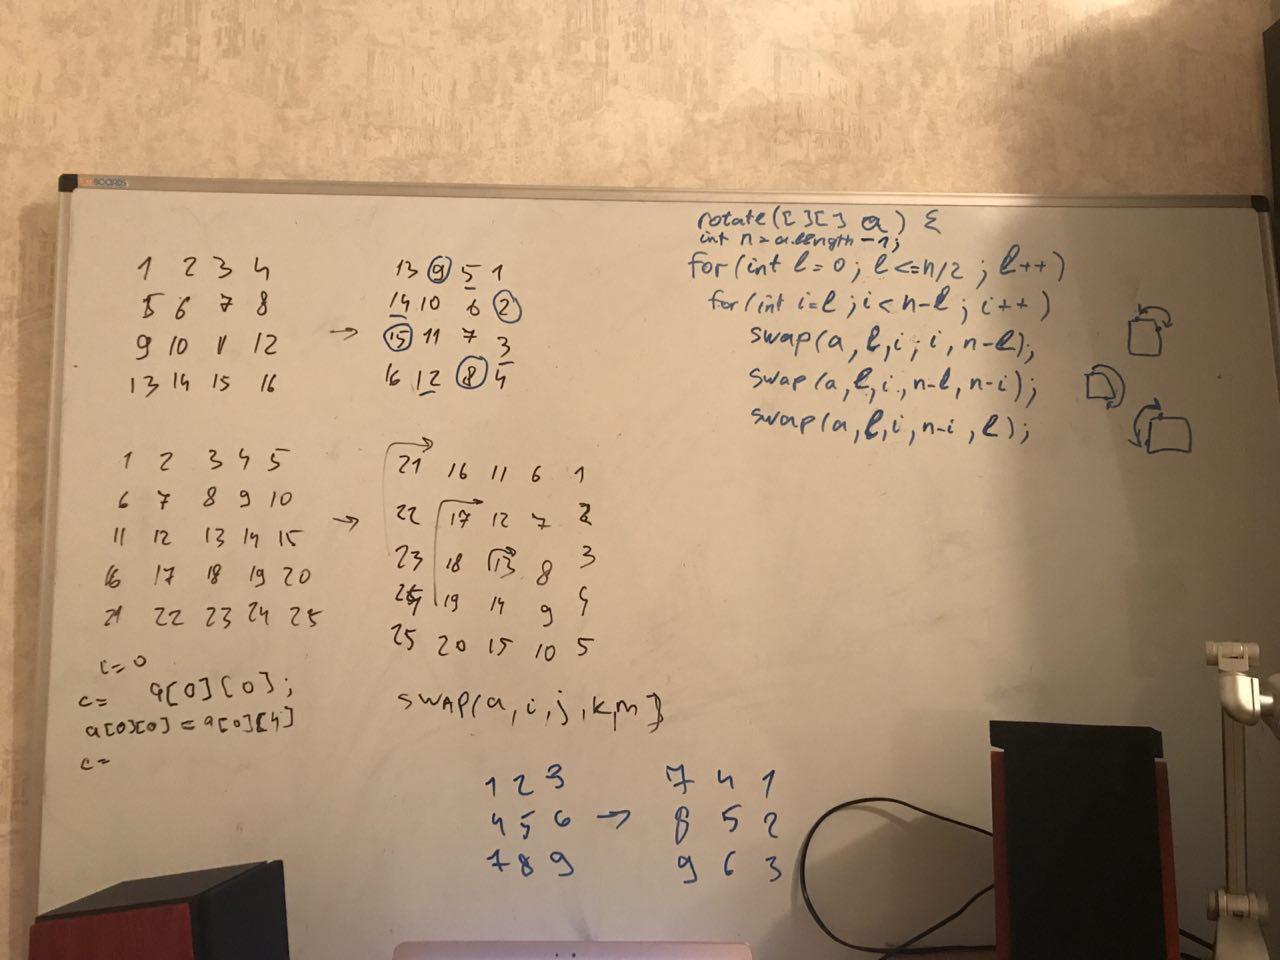 BOARDS
rotate([][] a) {
int n = a.length - 1;
for(int l=0; l<=n/2 ; l++)
for(int i=l ; i<n-l ; i++)
swap(a, l, i ; i, n-l);
swap(a, l, i, n-l, n-i);
swap(a, l, i, n-i, l);
1 2 3 4
5 6 7 8
9 10 11 12
13 14 15 16
→
13 9 5 1
14 10 6 2
15 11 7 3
16 12 8 4
1 2 3 4 5
6 7 8 9 10
11 12 13 14 15
16 17 18 19 20
21 22 23 24 25
→
21 16 11 6 1
22 17 12 7 2
23 18 13 8 3
24 19 14 9 4
25 20 15 10 5
c=0
c= a[0][0];
a[0][0] = a[0][4]
c=
SWAP(a, i, j, k, m)
1 2 3
4 5 6
7 8 9
→
7 4 1
8 5 2
9 6 3